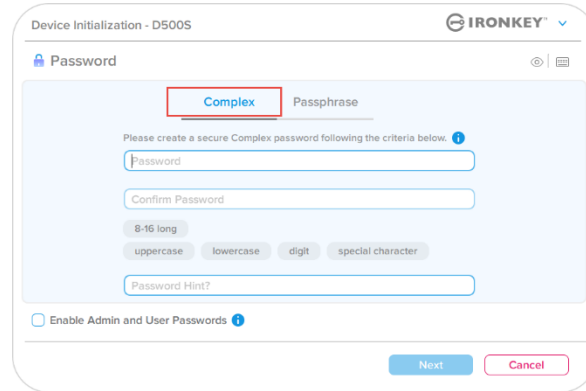 Device Initialization - D500S
IRONKEY
Password
Complex Passphrase
Please create a secure Complex password following the criteria below.
Password
Confirm Password
8-16 long
uppercase lowercase digit special character
Password Hint?
Enable Admin and User Passwords
Next Cancel